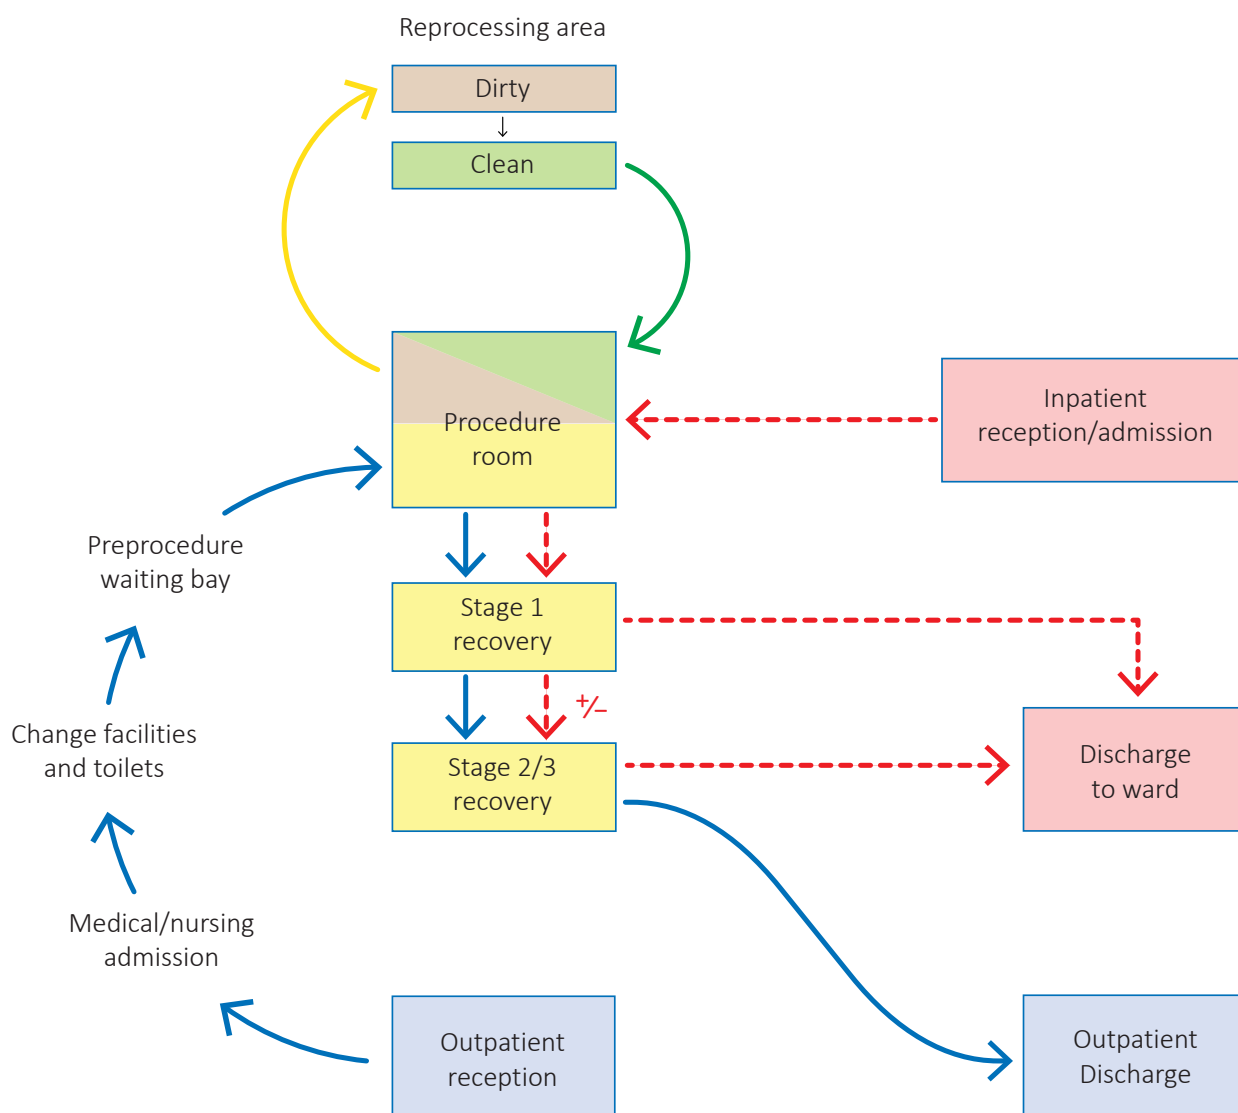 Reprocessing area
Dirty
Clean
Procedure
room
Inpatient
reception/admission
Preprocedure
waiting bay
Stage 1
recovery
+/−
Change facilities
and toilets
Stage 2/3
recovery
Discharge
to ward
Medical/nursing
admission
Outpatient
reception
Outpatient
Discharge